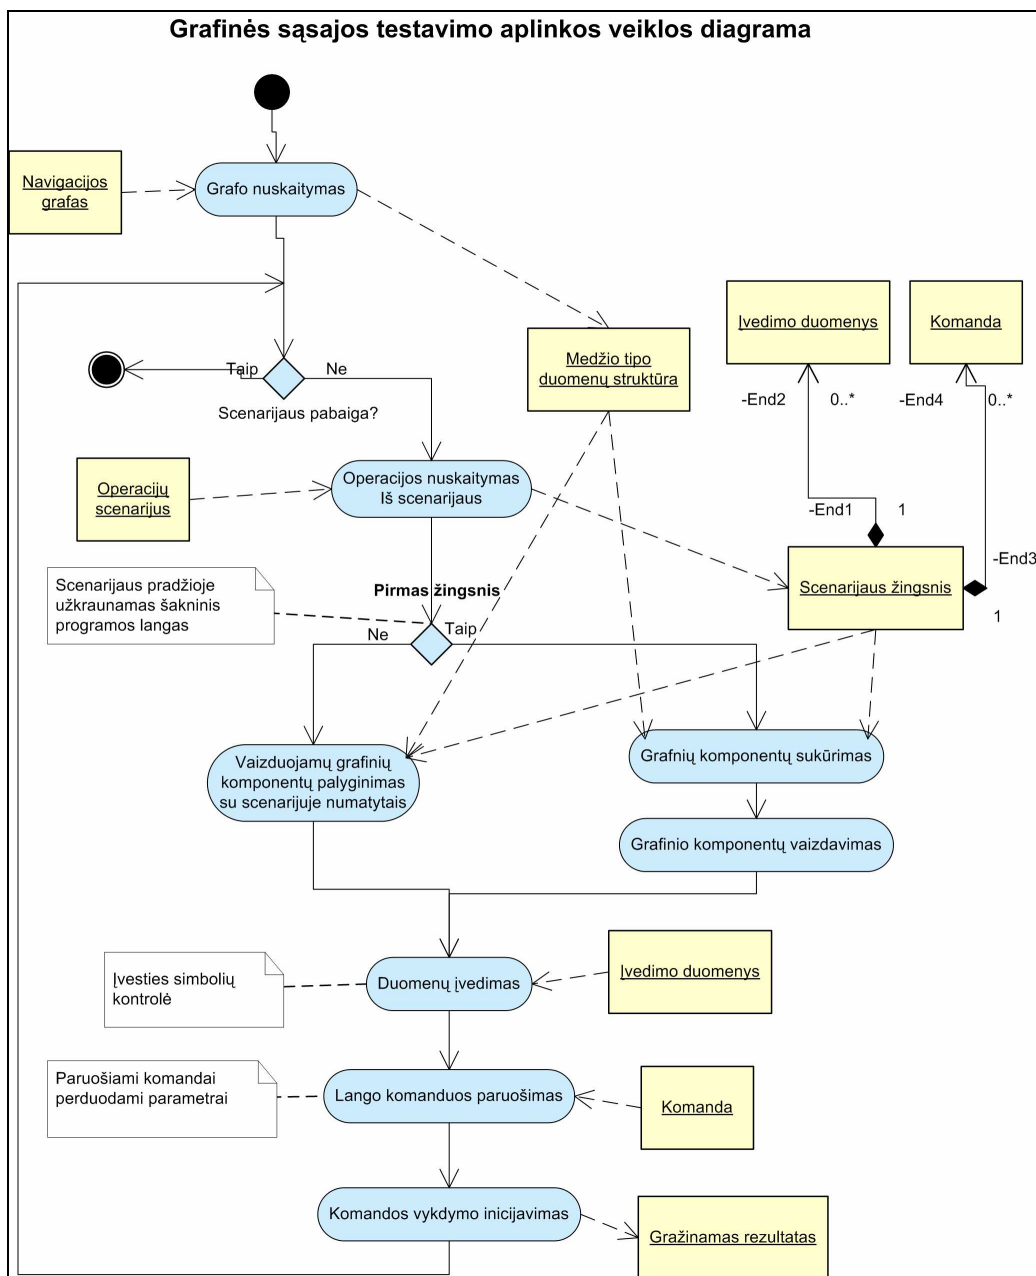 Grafinės sąsajos testavimo aplinkos veiklos diagrama
Navigacijos
grafas
Grafo nuskaitymas
Įvedimo duomenys
Komanda
Medžio tipo
duomenų struktūra
Taip
Ne
Scenarijaus pabaiga?
-End2
0..*
-End4
0..*
Operacijų
scenarijus
Operacijos nuskaitymas
Iš scenarijaus
-End1
1
-End3
Scenarijaus žingsnis
1
Scenarijaus pradžioje
užkraunamas šakninis
programos langas
Pirmas žingsnis
Ne
Taip
Vaizduojamų grafinių
komponentų palyginimas
su scenarijuje numatytais
Grafnių komponentų sukūrimas
Grafinio komponentų vaizdavimas
Įvesties simbolių
kontrolė
Duomenų įvedimas
Įvedimo duomenys
Paruošiami komandai
perduodami parametrai
Lango komanduos paruošimas
Komanda
Komandos vykdymo inicijavimas
Gražinamas rezultatas